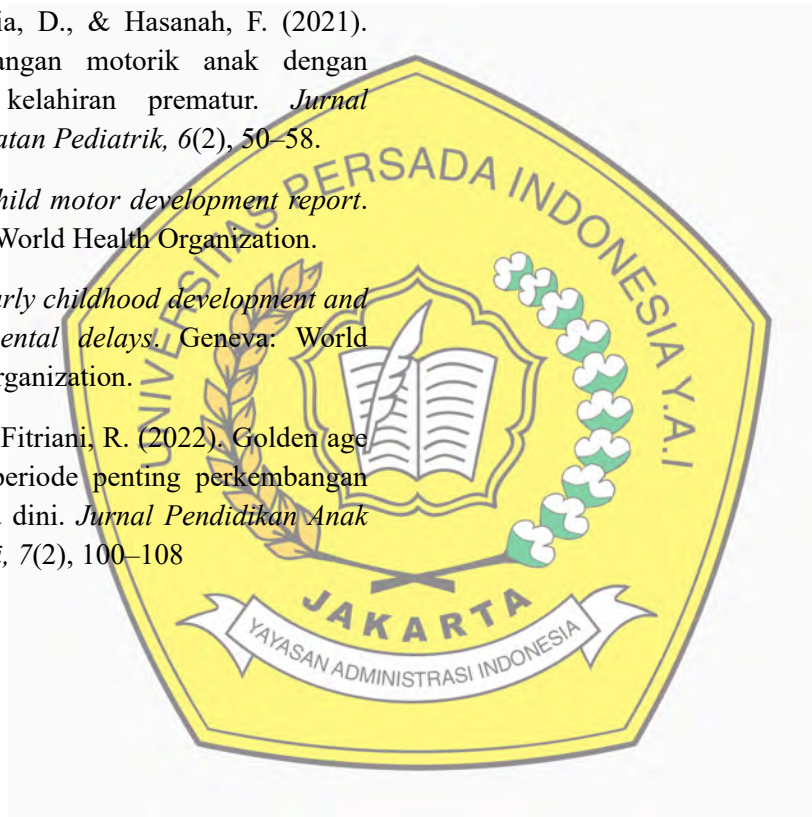 ia, D., & Hasanah, F. (2021).
angan motorik anak dengan
kelahiran prematur. Jurnal
atan Pediatrik, 6(2), 50–58.
hild motor development report.
World Health Organization.
arly childhood development and
ental delays. Geneva: World
rganization.
Fitriani, R. (2022). Golden age
periode penting perkembangan
dini. Jurnal Pendidikan Anak
i, 7(2), 100–108
UNIVERSITAS PERSADA INDONESIA Y.A.I
JAKARTA
YAYASAN ADMINISTRASI INDONESIA